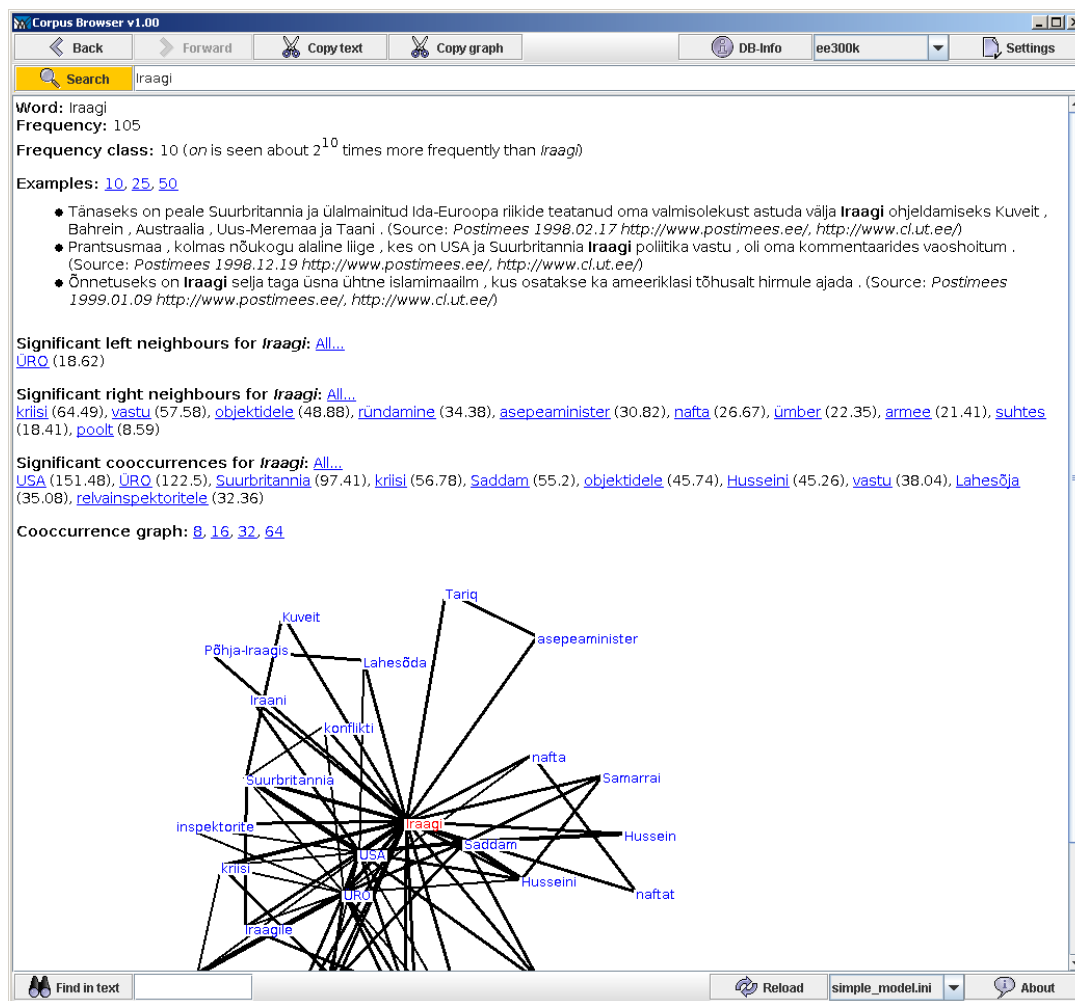 Corpus Browser v1.00
Back Forward Copy text Copy graph DB-Info ee300k Settings
Search Iraagi
Word: Iraagi
Frequency: 105
Frequency class: 10 (on is seen about 2^10 times more frequently than Iraagi)
Examples: 10, 25, 50
● Tänaseks on peale Suurbritannia ja ülalmainitud Ida-Euroopa riikide teatanud oma valmisolekust astuda välja Iraagi ohjeldamiseks Kuveit ,
Bahrein , Austraalia , Uus-Meremaa ja Taani . (Source: Postimees 1998.02.17 http://www.postimees.ee/, http://www.cl.ut.ee/)
● Prantsusmaa , kolmas nõukogu alaline liige , kes on USA ja Suurbritannia Iraagi poliitika vastu , oli oma kommentaarides vaoshoitum .
(Source: Postimees 1998.12.19 http://www.postimees.ee/, http://www.cl.ut.ee/)
● Õnnetuseks on Iraagi selja taga üsna ühtne islamimaailm , kus osatakse ka ameeriklasi tõhusalt hirmule ajada . (Source: Postimees
1999.01.09 http://www.postimees.ee/, http://www.cl.ut.ee/)
Significant left neighbours for Iraagi: All...
ÜRO (18.62)
Significant right neighbours for Iraagi: All...
kriisi (64.49), vastu (57.58), objektidele (48.88), ründamine (34.38), asepeaminister (30.82), nafta (26.67), ümber (22.35), armee (21.41), suhtes
(18.41), poolt (8.59)
Significant cooccurrences for Iraagi: All...
USA (151.48), ÜRO (122.5), Suurbritannia (97.41), kriisi (56.78), Saddam (55.2), objektidele (45.74), Husseini (45.26), vastu (38.04), Lahesõja
(35.08), relvainspektoritele (32.36)
Cooccurrence graph: 8, 16, 32, 64
Tariq
Kuveit
asepeaminister
Põhja-Iraagis
Lahesõda
Iraani
konflikti
nafta
Suurbritannia
Samarrai
Iraagi
inspektorite
Hussein
Saddam
USA
kriisi
Husseini
ÜRO
naftat
Iraagile
Find in text Reload simple_model.ini About